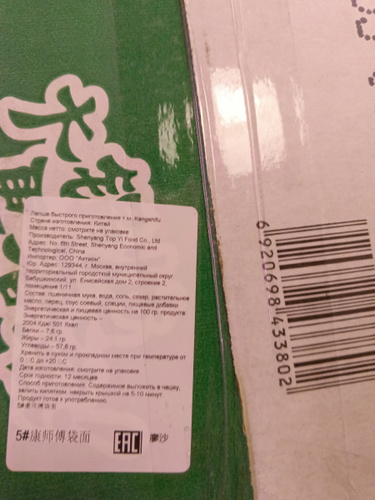 Лапша быстрого приготовления т.м. Kangshifu
Страна изготовления: Китай
Масса нетто: смотрите на упаковке
Производитель: Shenyang Top Yi Food Co., Ltd
Адрес: No. 6th Street, Shenyang Economic and
Technological, China
Импортер: ООО "Антион"
Юр. Адрес: 129344, г. Москва, внутренний
территориальный городской муниципальный округ
Бабушкинский, ул. Енисейская дом 2, строение 2,
помещение 1/11
Состав: пшеничная мука, вода, соль, сахар, растительное
масло, перец, соус соевый, специи, пищевые добавки
Энергетическая и пищевая ценность на 100 гр. продукта
Энергетическая ценность –
2004 Кдж/ 501 Ккал
Белки – 7,6 гр.
Жиры – 24,1 гр.
Углеводы – 57,6 гр.
Хранить в сухом и прохладном месте при температуре от
0 □С до +20 □С
Дата изготовления: смотрите на упаковке
Срок годности: 12 месяцев
Способ приготовления: Содержимое выложить в чашку,
залить кипятком, накрыть крышкой на 5-10 минут.
Продукт готов к употреблению.
5#康师傅袋面
EAC
廖沙
6920698433802